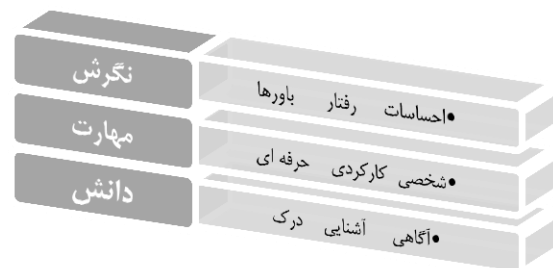 نگرش
•احساسات رفتار باورها
مهارت
•شخصی کارکردی حرفه ای
دانش
•آگاهی آشنایی درک